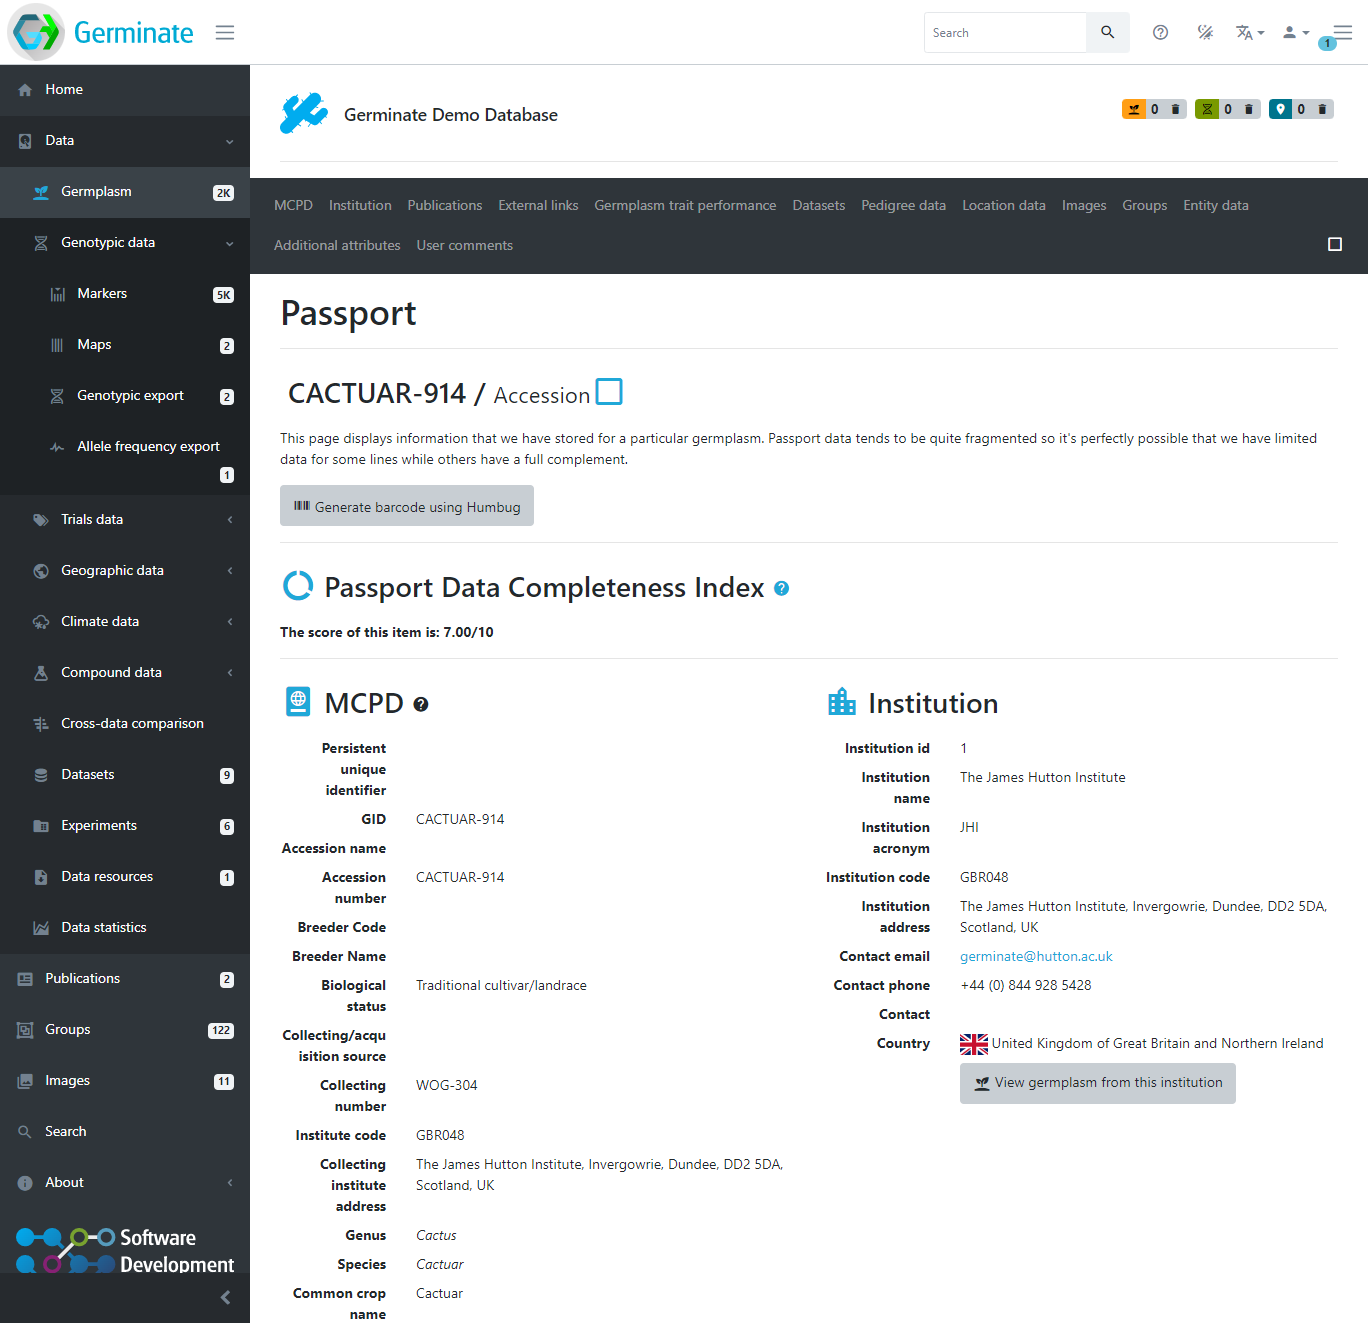 Germinate
Search
1
Home
Data
Germplasm 2K
Genotypic data
Markers 5K
Maps 2
Genotypic export 2
Allele frequency export
1
Trials data
Geographic data
Climate data
Compound data
Cross-data comparison
Datasets 9
Experiments 6
Data resources 1
Data statistics
Publications 2
Groups 122
Images 11
Search
About
Software
Development
Germinate Demo Database
0 0 0
MCPD Institution Publications External links Germplasm trait performance Datasets Pedigree data Location data Images Groups Entity data
Additional attributes User comments
Passport
CACTUAR-914 / Accession
This page displays information that we have stored for a particular germplasm. Passport data tends to be quite fragmented so it's perfectly possible that we have limited
data for some lines while others have a full complement.
Generate barcode using Humbug
Passport Data Completeness Index
The score of this item is: 7.00/10
MCPD
Persistent
unique
identifier
GID CACTUAR-914
Accession name
Accession CACTUAR-914
number
Breeder Code
Breeder Name
Biological Traditional cultivar/landrace
status
Collecting/acqu
isition source
Collecting WOG-304
number
Institute code GBR048
Collecting The James Hutton Institute, Invergowrie, Dundee, DD2 5DA,
institute Scotland, UK
address
Genus Cactus
Species Cactuar
Common crop Cactuar
name
Institution
Institution id 1
Institution The James Hutton Institute
name
Institution JHI
acronym
Institution code GBR048
Institution The James Hutton Institute, Invergowrie, Dundee, DD2 5DA,
address Scotland, UK
Contact email germinate@hutton.ac.uk
Contact phone +44 (0) 844 928 5428
Contact
Country United Kingdom of Great Britain and Northern Ireland
View germplasm from this institution